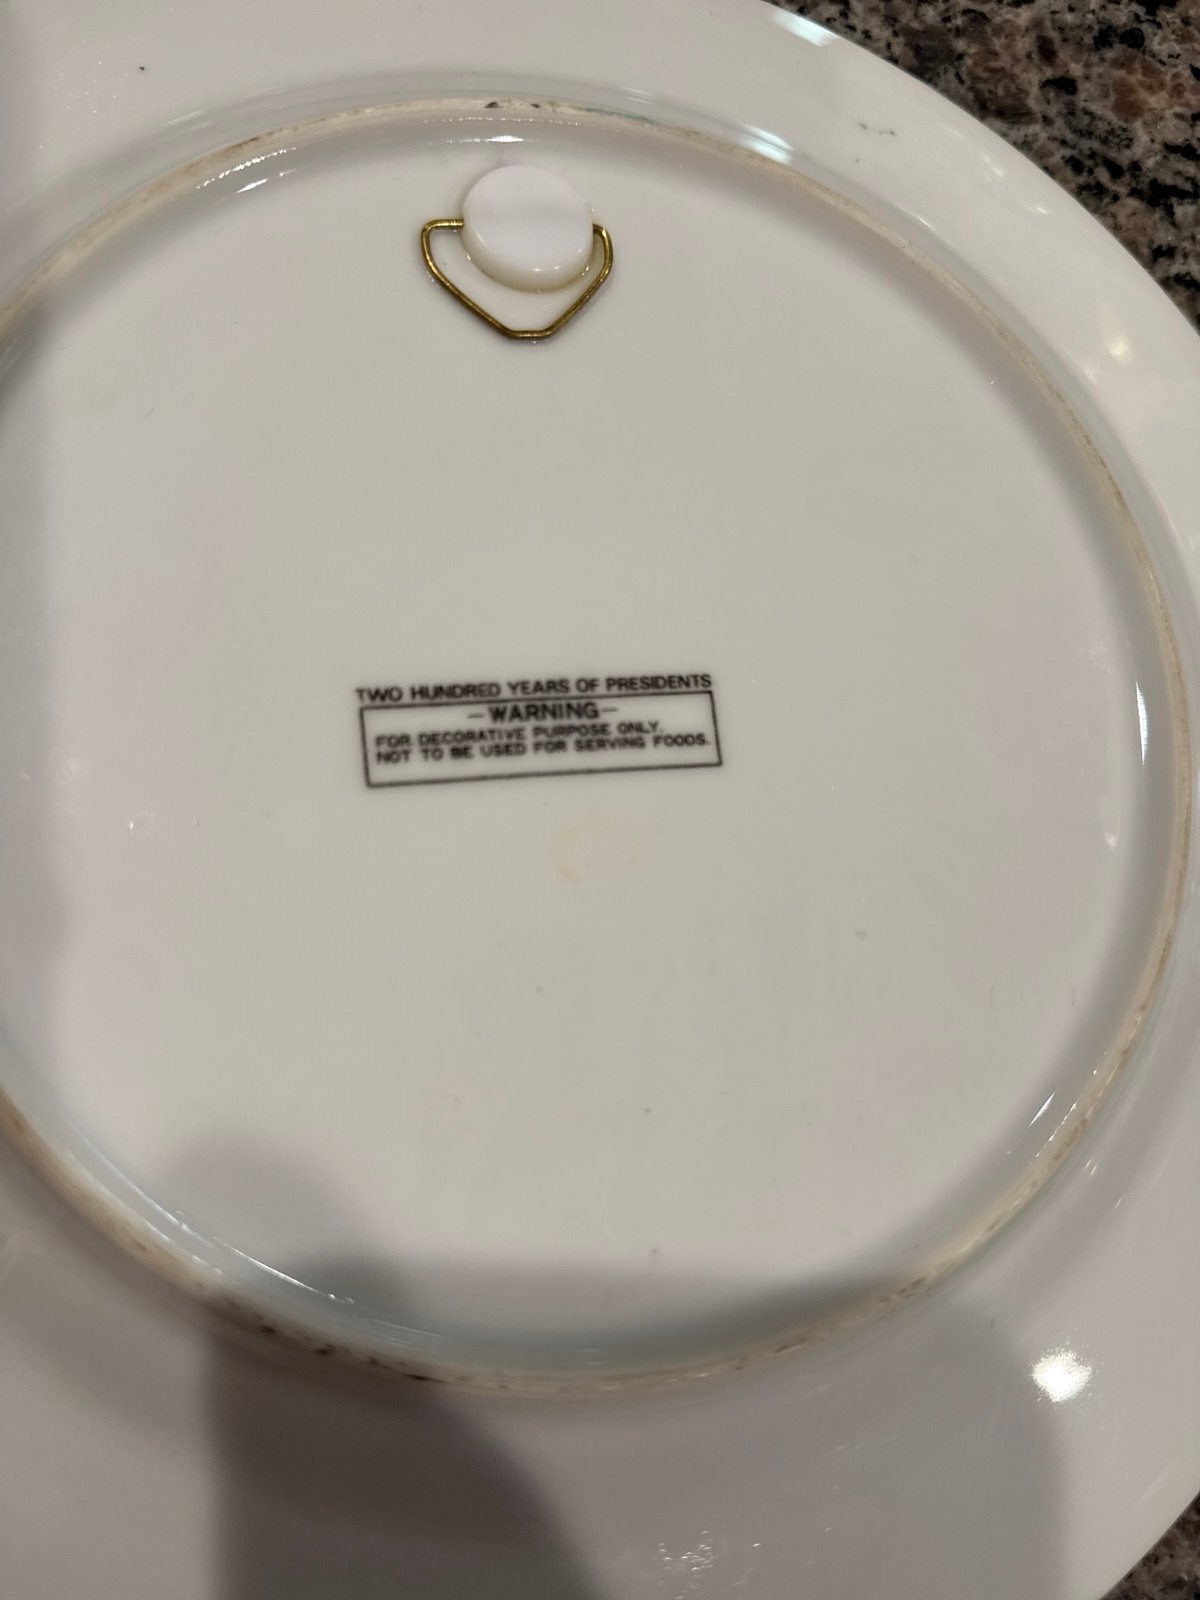 TWO HUNDRED YEARS OF PRESIDENTS
—WARNING—
FOR DECORATIVE PURPOSE ONLY.
NOT TO BE USED FOR SERVING FOODS.